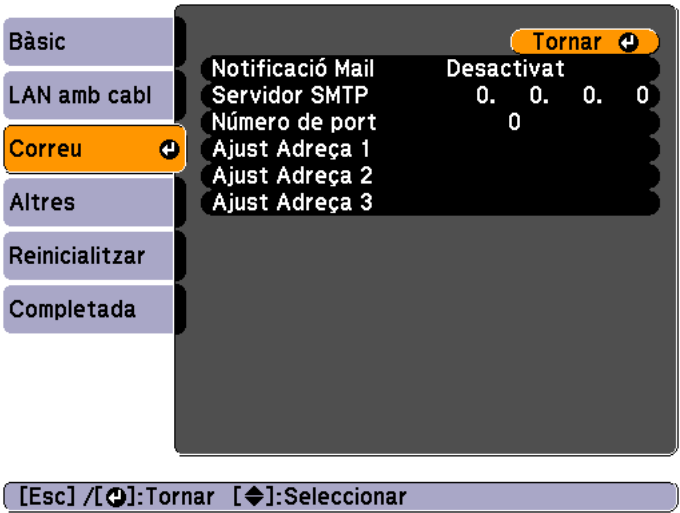 Bàsic
LAN amb cabl
Correu
Altres
Reinicialitzar
Completada
Tornar
Notificació Mail Desactivat
Servidor SMTP 0. 0. 0. 0
Número de port 0
Ajust Adreça 1
Ajust Adreça 2
Ajust Adreça 3
[Esc] /[⏎]:Tornar [◆]:Seleccionar